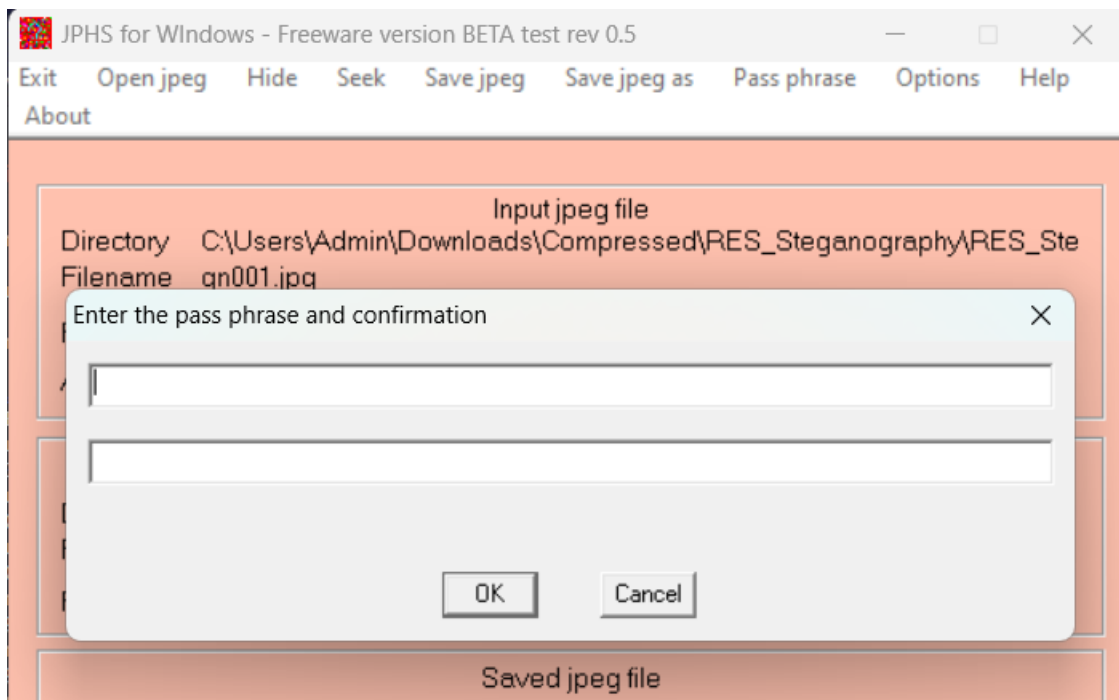 JPHS for WIndows - Freeware version BETA test rev 0.5
Exit Open jpeg Hide Seek Save jpeg Save jpeg as Pass phrase Options Help
About
Input jpeg file
Directory C:\Users\Admin\Downloads\Compressed\RES_Steganography\RES_Ste
Filename gn001.jpg
Enter the pass phrase and confirmation
OK Cancel
Saved jpeg file